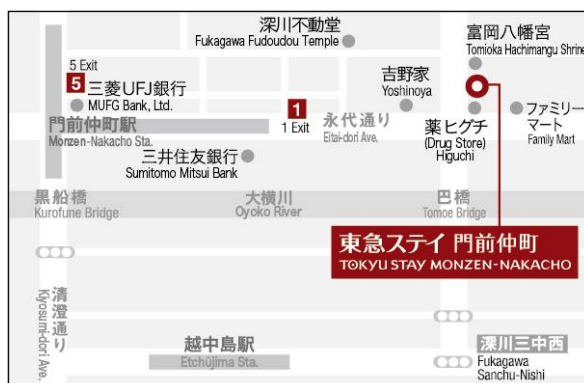 深川不動堂
Fukagawa Fudoudou Temple
富岡八幡宮
Tomioka Hachimangu Shrine
5 Exit
5
三菱UFJ銀行
MUFG Bank, Ltd.
1
1 Exit
吉野家
Yoshinoya
門前仲町駅
Monzen-Nakacho Sta.
永代通り
Eitai-dori Ave.
薬ヒグチ
(Drug Store)
Higuchi
ファミリー
マート
Family Mart
三井住友銀行
Sumitomo Mitsui Bank
黒船橋
Kurofune Bridge
大横川
Oyoko River
巴橋
Tomoe Bridge
東急ステイ 門前仲町
TOKYU STAY MONZEN-NAKACHO
清澄通り
Kiyosumi-dori Ave.
越中島駅
Etchūjima Sta.
深川三中西
Fukagawa
Sanchu-Nishi